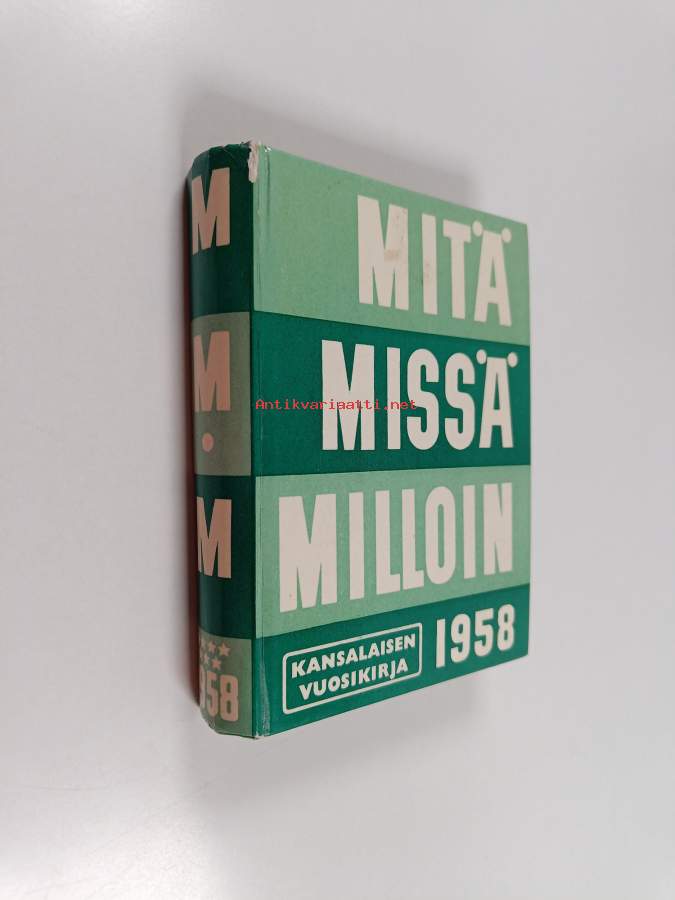 M
M
M
1958
MITÄ
MISSÄ
Antikvariaatti.net
MILLOIN
KANSALAISEN
VUOSIKIRJA
1958